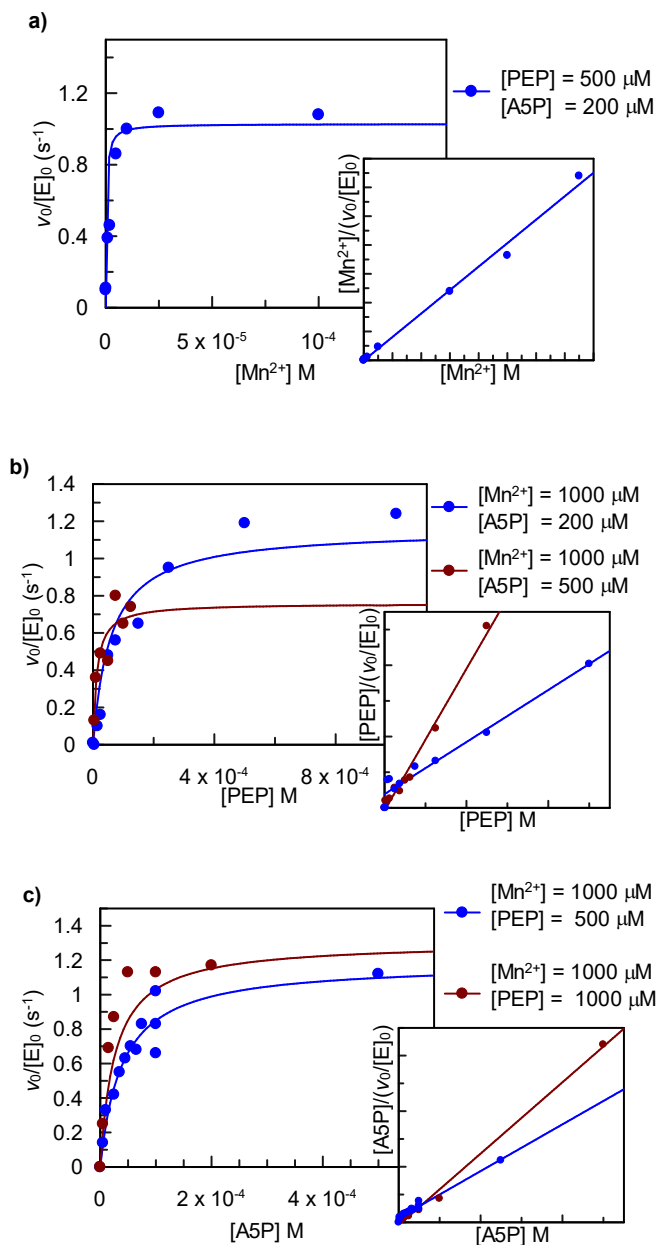 a)
[PEP] = 500 μM
[A5P] = 200 μM
v0/[E]0 (s-1)
1.2
0.8
0.4
0
0
5 x 10-5
10-4
[Mn2+] M
[Mn2+]/(v0/[E]0)
[Mn2+] M
b)
[Mn2+] = 1000 μM
[A5P] = 200 μM
[Mn2+] = 1000 μM
[A5P] = 500 μM
v0/[E]0 (s-1)
1.4
1.2
1
0.8
0.6
0.4
0.2
0
0
4 x 10-4
8 x 10-4
[PEP] M
[PEP]/(v0/[E]0)
[PEP] M
c)
[Mn2+] = 1000 μM
[PEP] = 500 μM
[Mn2+] = 1000 μM
[PEP] = 1000 μM
v0/[E]0 (s-1)
1.4
1.2
1
0.8
0.6
0.4
0.2
0
0
2 x 10-4
4 x 10-4
[A5P] M
[A5P]/(v0/[E]0)
[A5P] M